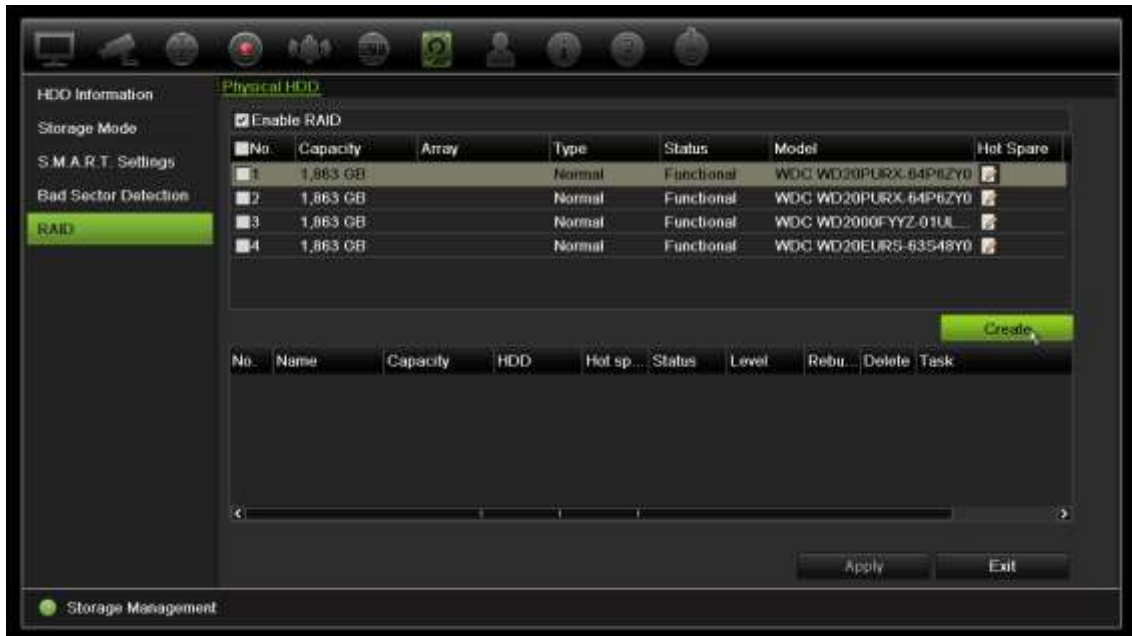 HDD Information
Storage Mode
S.M.A.R.T. Settings
Bad Sector Detection
RAID
Physical HDD
Enable RAID
No. Capacity Array Type Status Model Hot Spare
1 1,863 GB Normal Functional WDC WD20PURX-64P6ZY0
2 1,863 GB Normal Functional WDC WD20PURX-64P6ZY0
3 1,863 GB Normal Functional WDC WD2000FYYZ-01UL...
4 1,863 GB Normal Functional WDC WD20EURS-63S48Y0
Create
No. Name Capacity HDD Hot sp... Status Level Rebu... Delete Task
Apply Exit
Storage Management